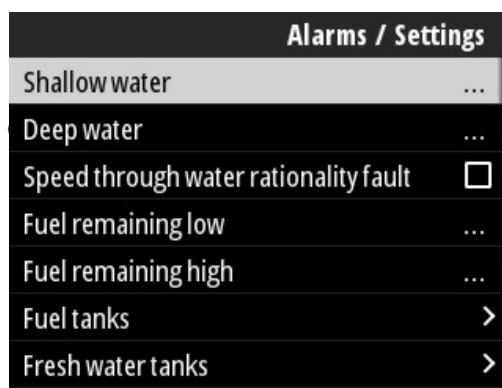 Alarms / Settings
Shallow water ...
Deep water ...
Speed through water rationality fault
Fuel remaining low ...
Fuel remaining high ...
Fuel tanks >
Fresh water tanks >